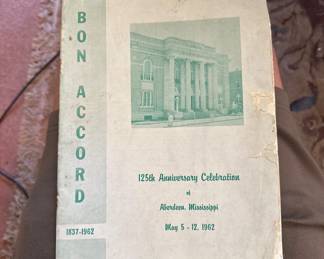 BON ACCORD
1837-1962
125th Anniversary Celebration
of
Aberdeen, Mississippi
May 5 - 12, 1962